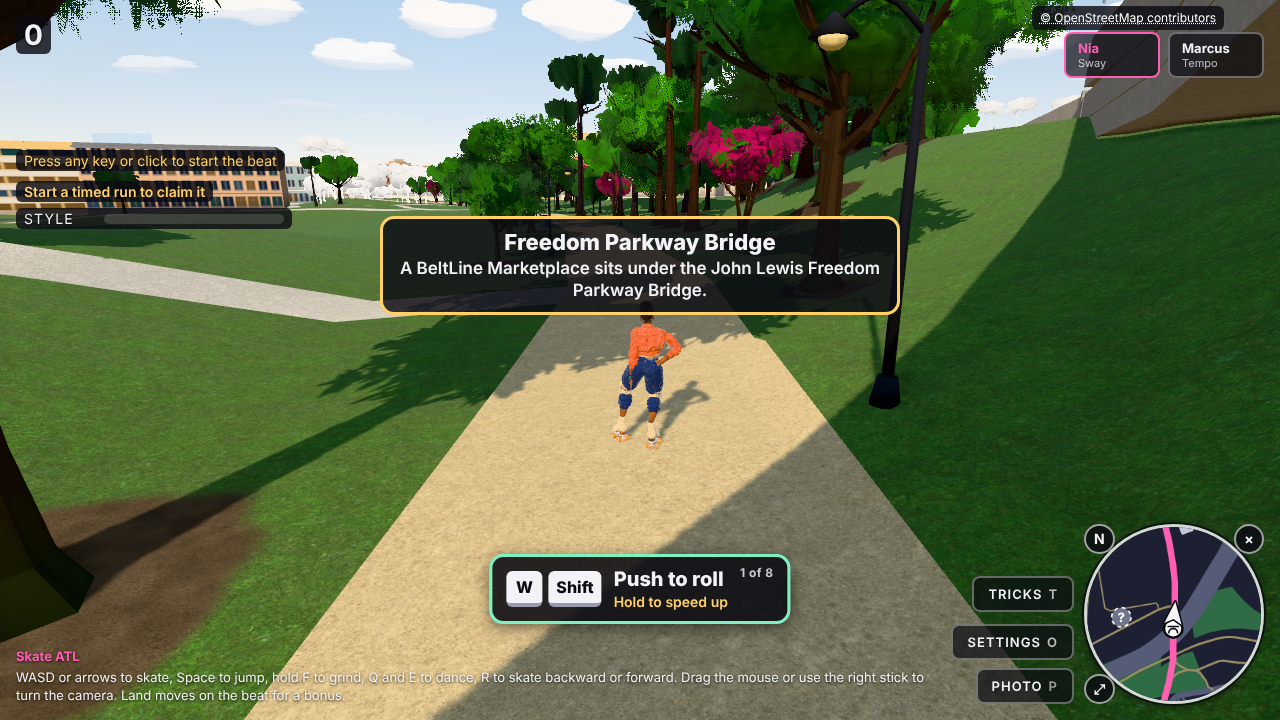 0
© OpenStreetMap contributors
Nia
Sway
Marcus
Tempo
Press any key or click to start the beat
Start a timed run to claim it
STYLE
Freedom Parkway Bridge
A BeltLine Marketplace sits under the John Lewis Freedom
Parkway Bridge.
W
Shift
Push to roll
1 of 8
Hold to speed up
TRICKS T
SETTINGS O
PHOTO P
N
×
?
Skate ATL
WASD or arrows to skate, Space to jump, hold F to grind, Q and E to dance, R to skate backward or forward. Drag the mouse or use the right stick to
turn the camera. Land moves on the beat for a bonus.